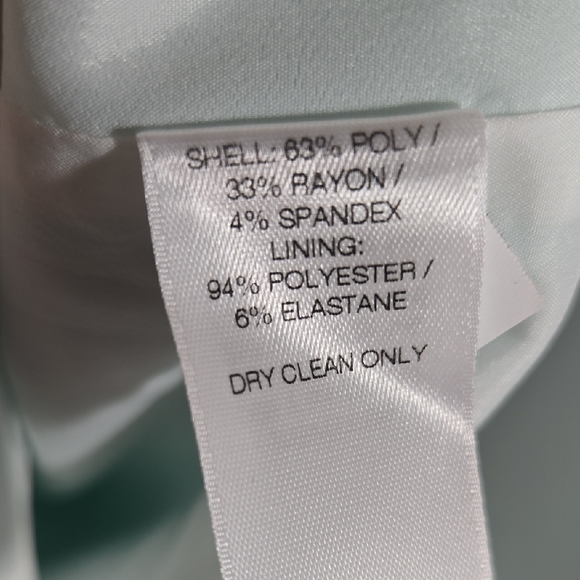 SHELL: 63% POLY /
33% RAYON /
4% SPANDEX
LINING:
94% POLYESTER /
6% ELASTANE
DRY CLEAN ONLY